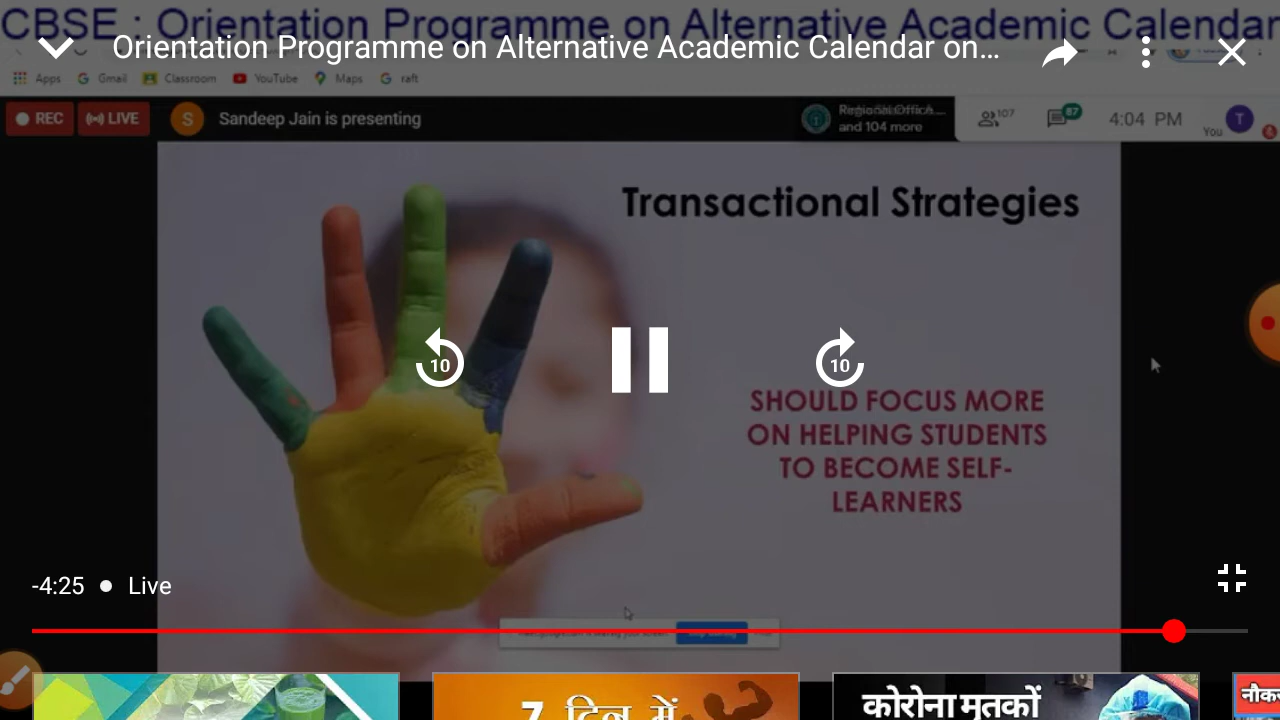 CBSE : Orientation Programme on Alternative Academic Calendar
Orientation Programme on Alternative Academic Calendar on...
Apps Gmail Classroom YouTube Maps raft
REC LIVE S Sandeep Jain is presenting
and 104 more
107 87 4:04 PM
You T
Transactional Strategies
10 10
SHOULD FOCUS MORE
ON HELPING STUDENTS
TO BECOME SELF-
LEARNERS
-4:25 Live
7 दिन में
कोरोना मृतकों